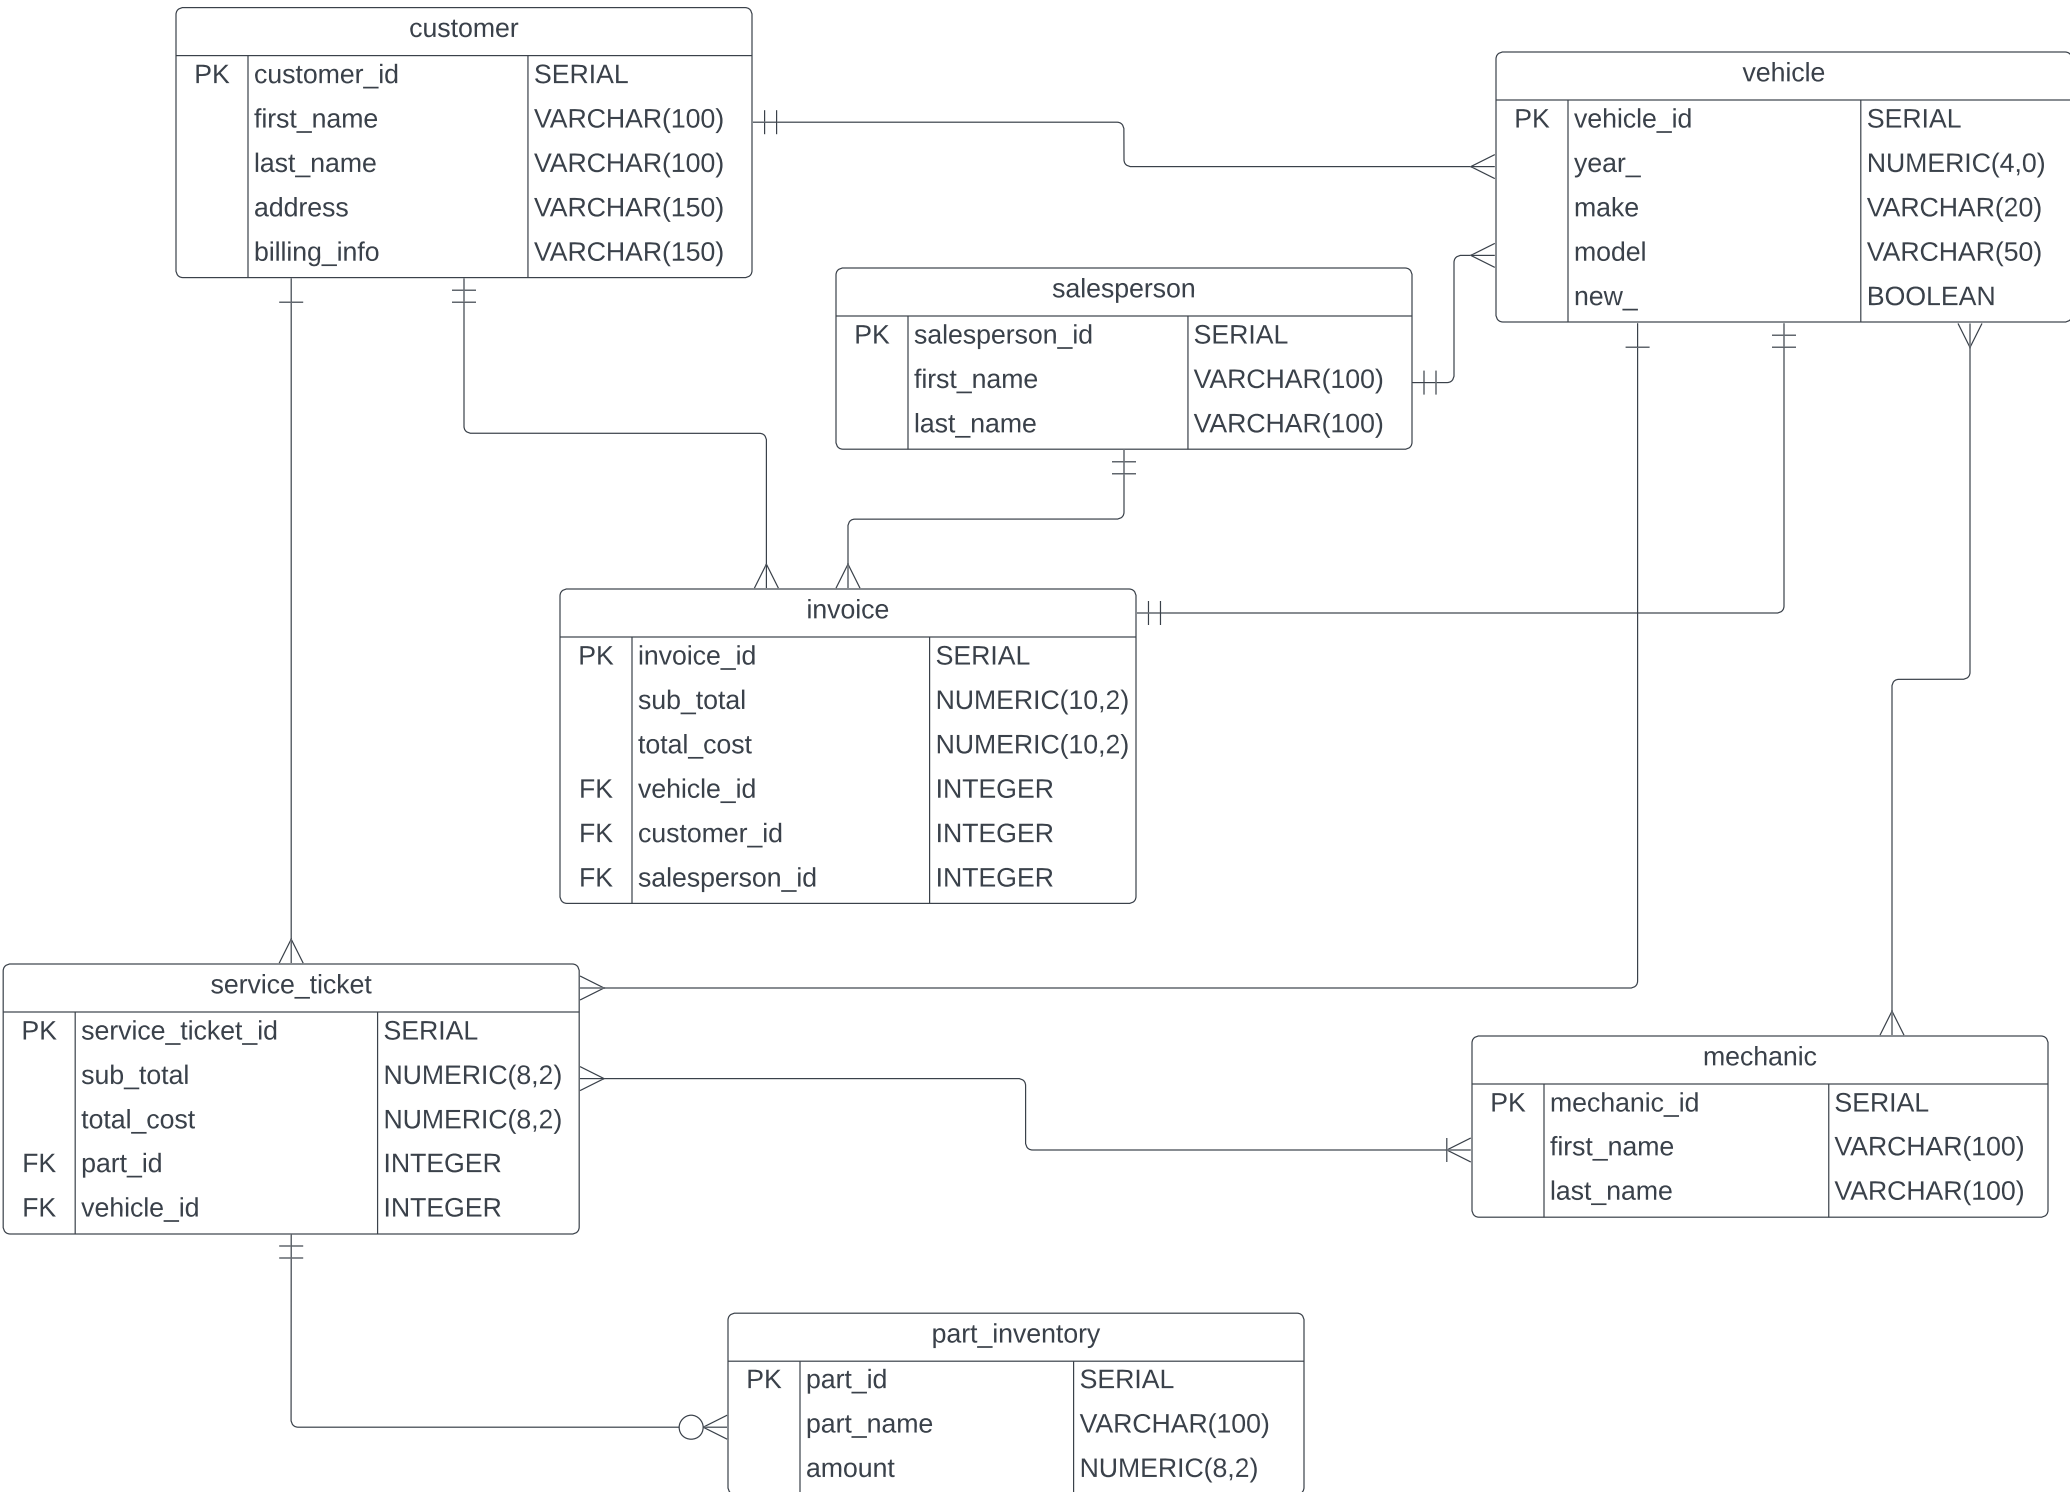 customer
PK customer_id SERIAL
first_name VARCHAR(100)
last_name VARCHAR(100)
address VARCHAR(150)
billing_info VARCHAR(150)
vehicle
PK vehicle_id SERIAL
year_ NUMERIC(4,0)
make VARCHAR(20)
model VARCHAR(50)
new_ BOOLEAN
salesperson
PK salesperson_id SERIAL
first_name VARCHAR(100)
last_name VARCHAR(100)
invoice
PK invoice_id SERIAL
sub_total NUMERIC(10,2)
total_cost NUMERIC(10,2)
FK vehicle_id INTEGER
FK customer_id INTEGER
FK salesperson_id INTEGER
service_ticket
PK service_ticket_id SERIAL
sub_total NUMERIC(8,2)
total_cost NUMERIC(8,2)
FK part_id INTEGER
FK vehicle_id INTEGER
mechanic
PK mechanic_id SERIAL
first_name VARCHAR(100)
last_name VARCHAR(100)
part_inventory
PK part_id SERIAL
part_name VARCHAR(100)
amount NUMERIC(8,2)